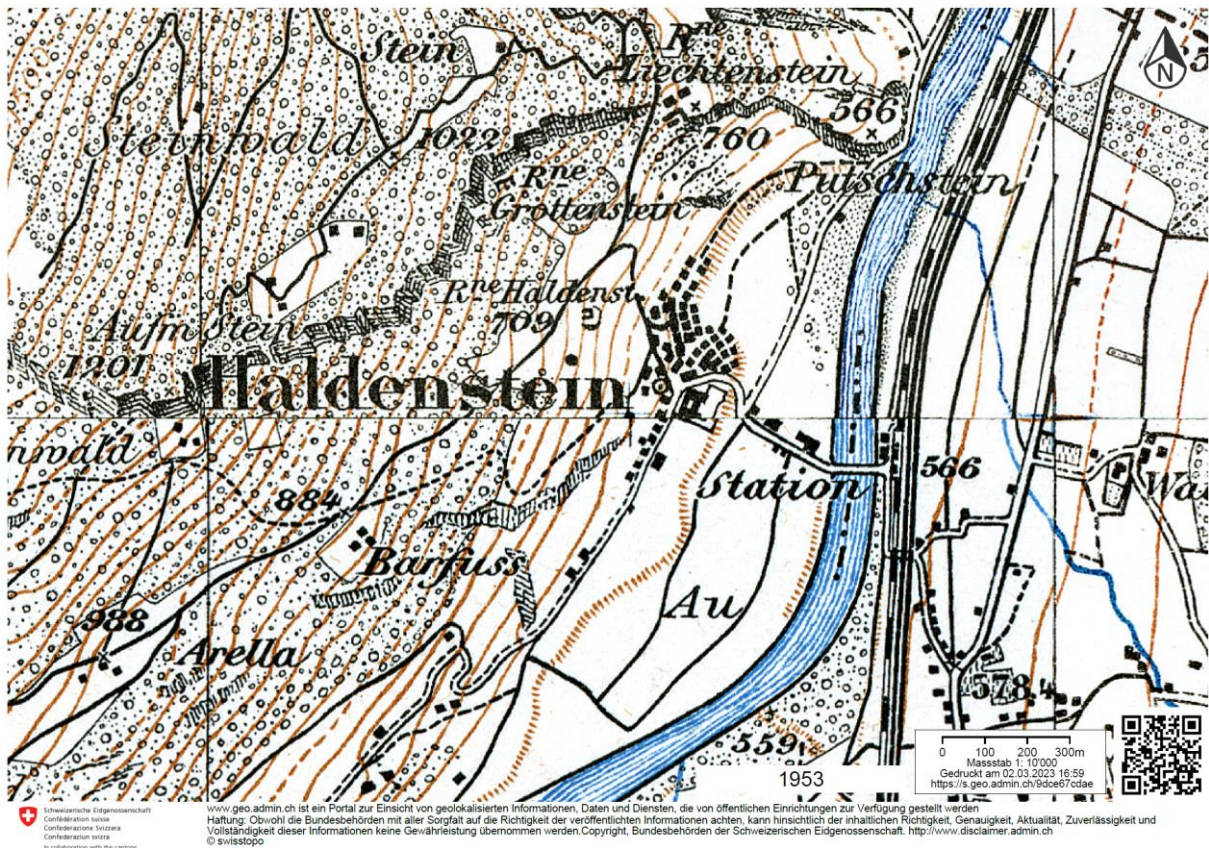 Stein
Rne
Liechtenstein
N
Steinwald
1022
760
566
Rne
Grottenstein
Putschstein
Rne Haldenst.
709
Aufm Stein
1201
Haldenstein
nwald
884
Station
566
Barfuss
Au
988
Arella
578.4
559
1953
0 100 200 300m
Massstab 1: 10'000
Gedruckt am 02.03.2023 16:59
https://s.geo.admin.ch/9dce67cdae
Schweizerische Eidgenossenschaft
Confédération suisse
Confederazione Svizzera
Confederaziun svizra
In collaboration with the cantons
www.geo.admin.ch ist ein Portal zur Einsicht von geolokalisierten Informationen, Daten und Diensten, die von öffentlichen Einrichtungen zur Verfügung gestellt werden
Haftung: Obwohl die Bundesbehörden mit aller Sorgfalt auf die Richtigkeit der veröffentlichten Informationen achten, kann hinsichtlich der inhaltlichen Richtigkeit, Genauigkeit, Aktualität, Zuverlässigkeit und
Vollständigkeit dieser Informationen keine Gewährleistung übernommen werden.Copyright, Bundesbehörden der Schweizerischen Eidgenossenschaft. http://www.disclaimer.admin.ch
© swisstopo